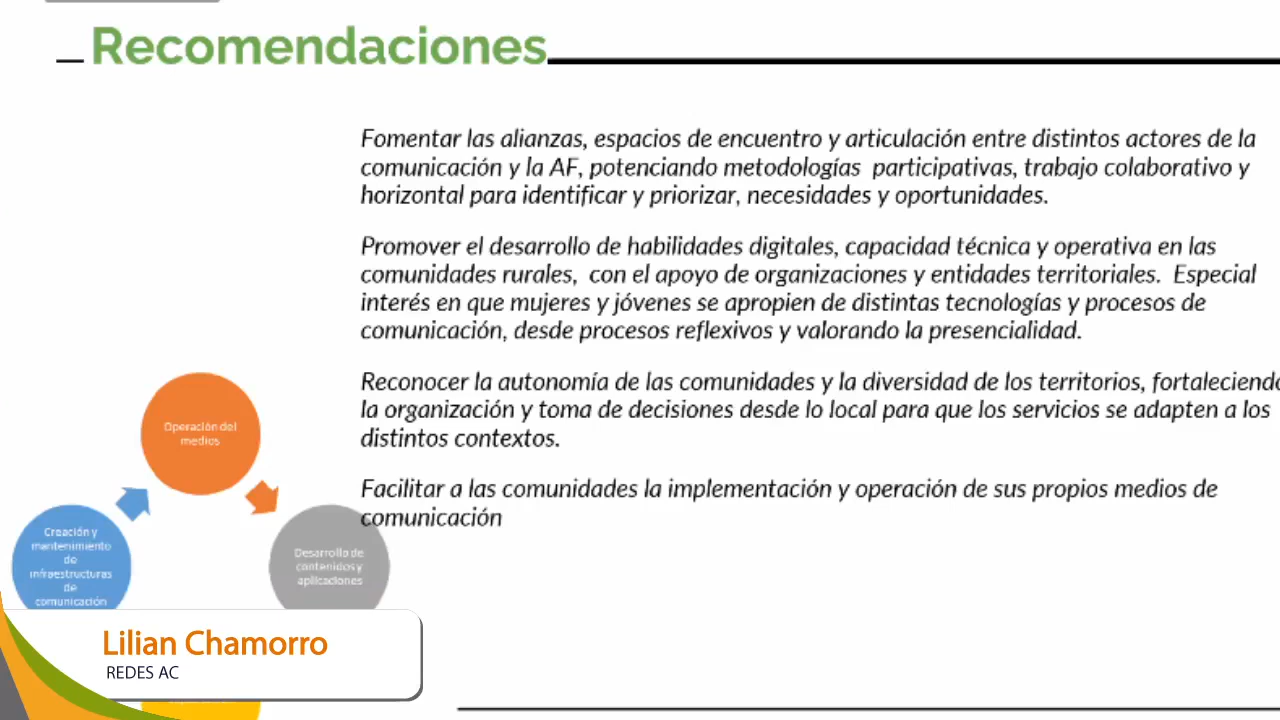 Recomendaciones
Fomentar las alianzas, espacios de encuentro y articulación entre distintos actores de la
comunicación y la AF, potenciando metodologías participativas, trabajo colaborativo y
horizontal para identificar y priorizar, necesidades y oportunidades.
Promover el desarrollo de habilidades digitales, capacidad técnica y operativa en las
comunidades rurales, con el apoyo de organizaciones y entidades territoriales. Especial
interés en que mujeres y jóvenes se apropien de distintas tecnologías y procesos de
comunicación, desde procesos reflexivos y valorando la presencialidad.
Reconocer la autonomía de las comunidades y la diversidad de los territorios, fortaleciendo
la organización y toma de decisiones desde lo local para que los servicios se adapten a los
distintos contextos.
Facilitar a las comunidades la implementación y operación de sus propios medios de
comunicación
Operación del
medios
Creación y
mantenimiento
de
infraestructuras
de
comunicación
Desarrollo de
contenidos y
aplicaciones
Lilian Chamorro
REDES AC